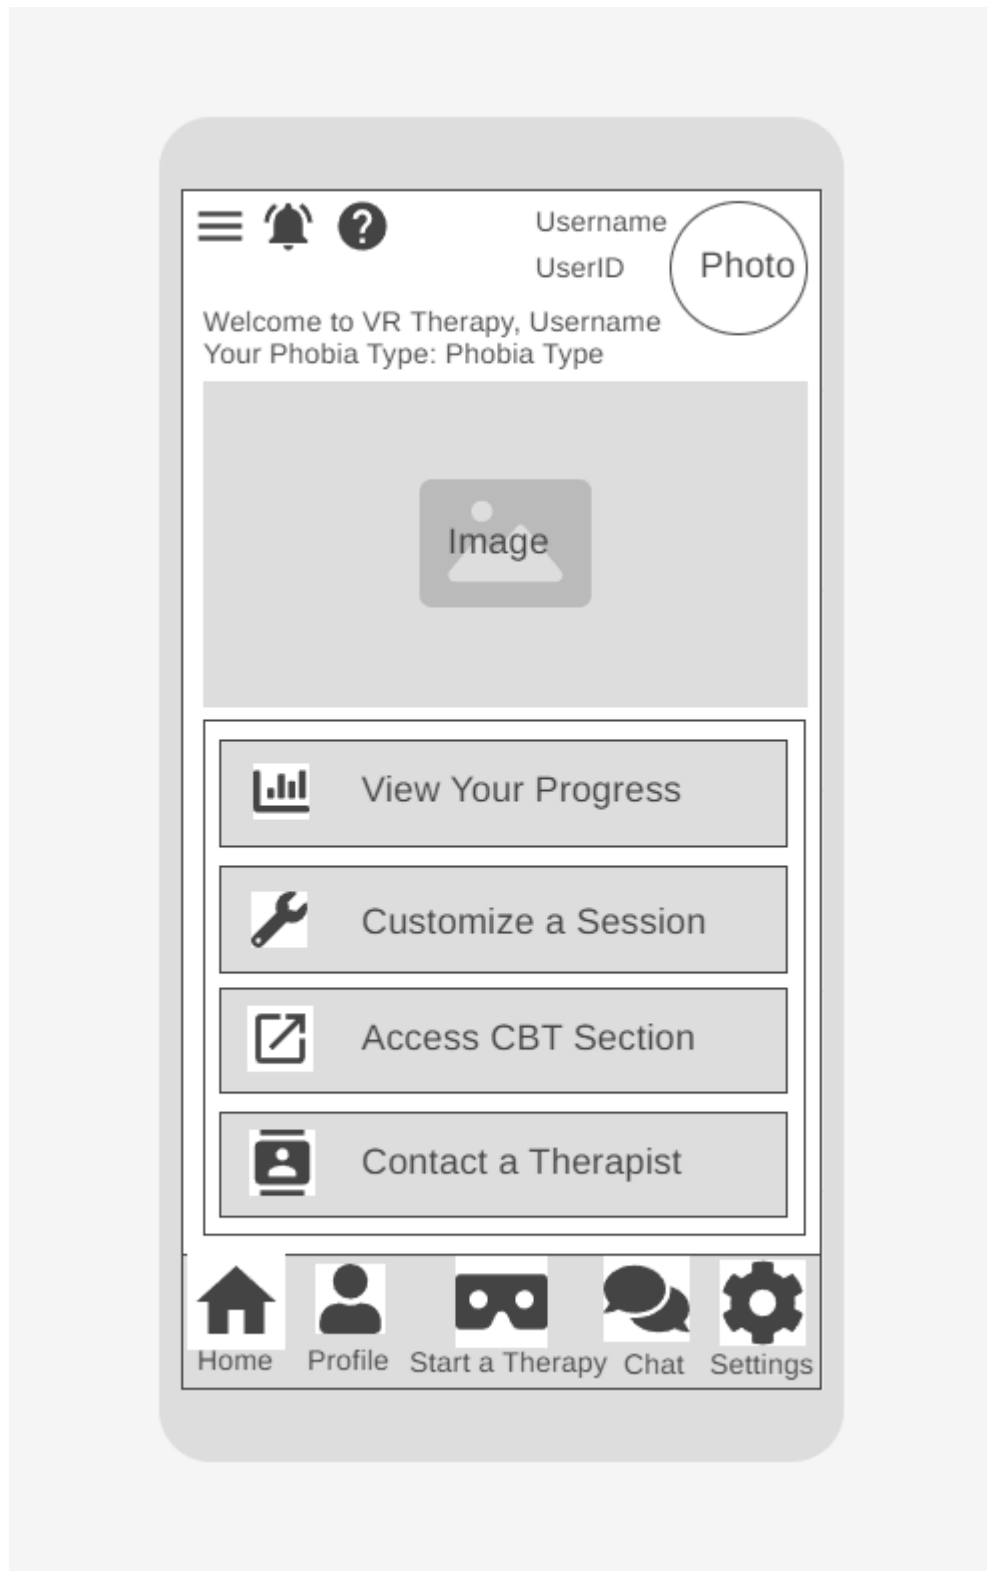 Username
UserID
Photo
Welcome to VR Therapy, Username
Your Phobia Type: Phobia Type
Image
View Your Progress
Customize a Session
Access CBT Section
Contact a Therapist
Home Profile Start a Therapy Chat Settings